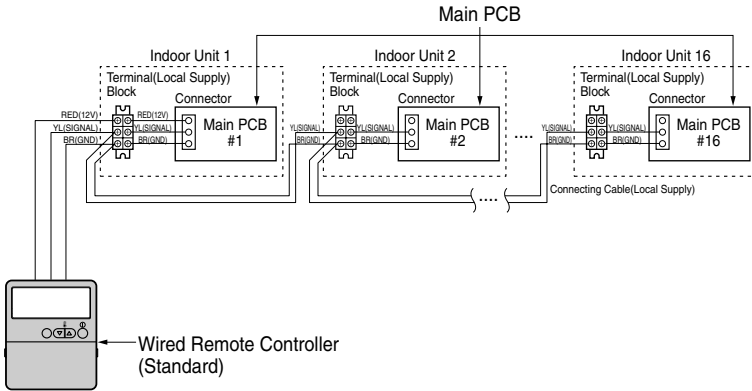 Main PCB
Indoor Unit 1
Indoor Unit 2
Indoor Unit 16
Terminal(Local Supply)
Block
Connector
Terminal(Local Supply)
Block
Connector
Terminal(Local Supply)
Block
Connector
RED(12V)
RED(12V)
YL(SIGNAL)
YL(SIGNAL)
BR(GND)
BR(GND)
Main PCB
#1
YL(SIGNAL)
YL(SIGNAL)
BR(GND)
BR(GND)
Main PCB
#2
....
YL(SIGNAL)
YL(SIGNAL)
BR(GND)
BR(GND)
Main PCB
#16
Connecting Cable(Local Supply)
....
Wired Remote Controller
(Standard)